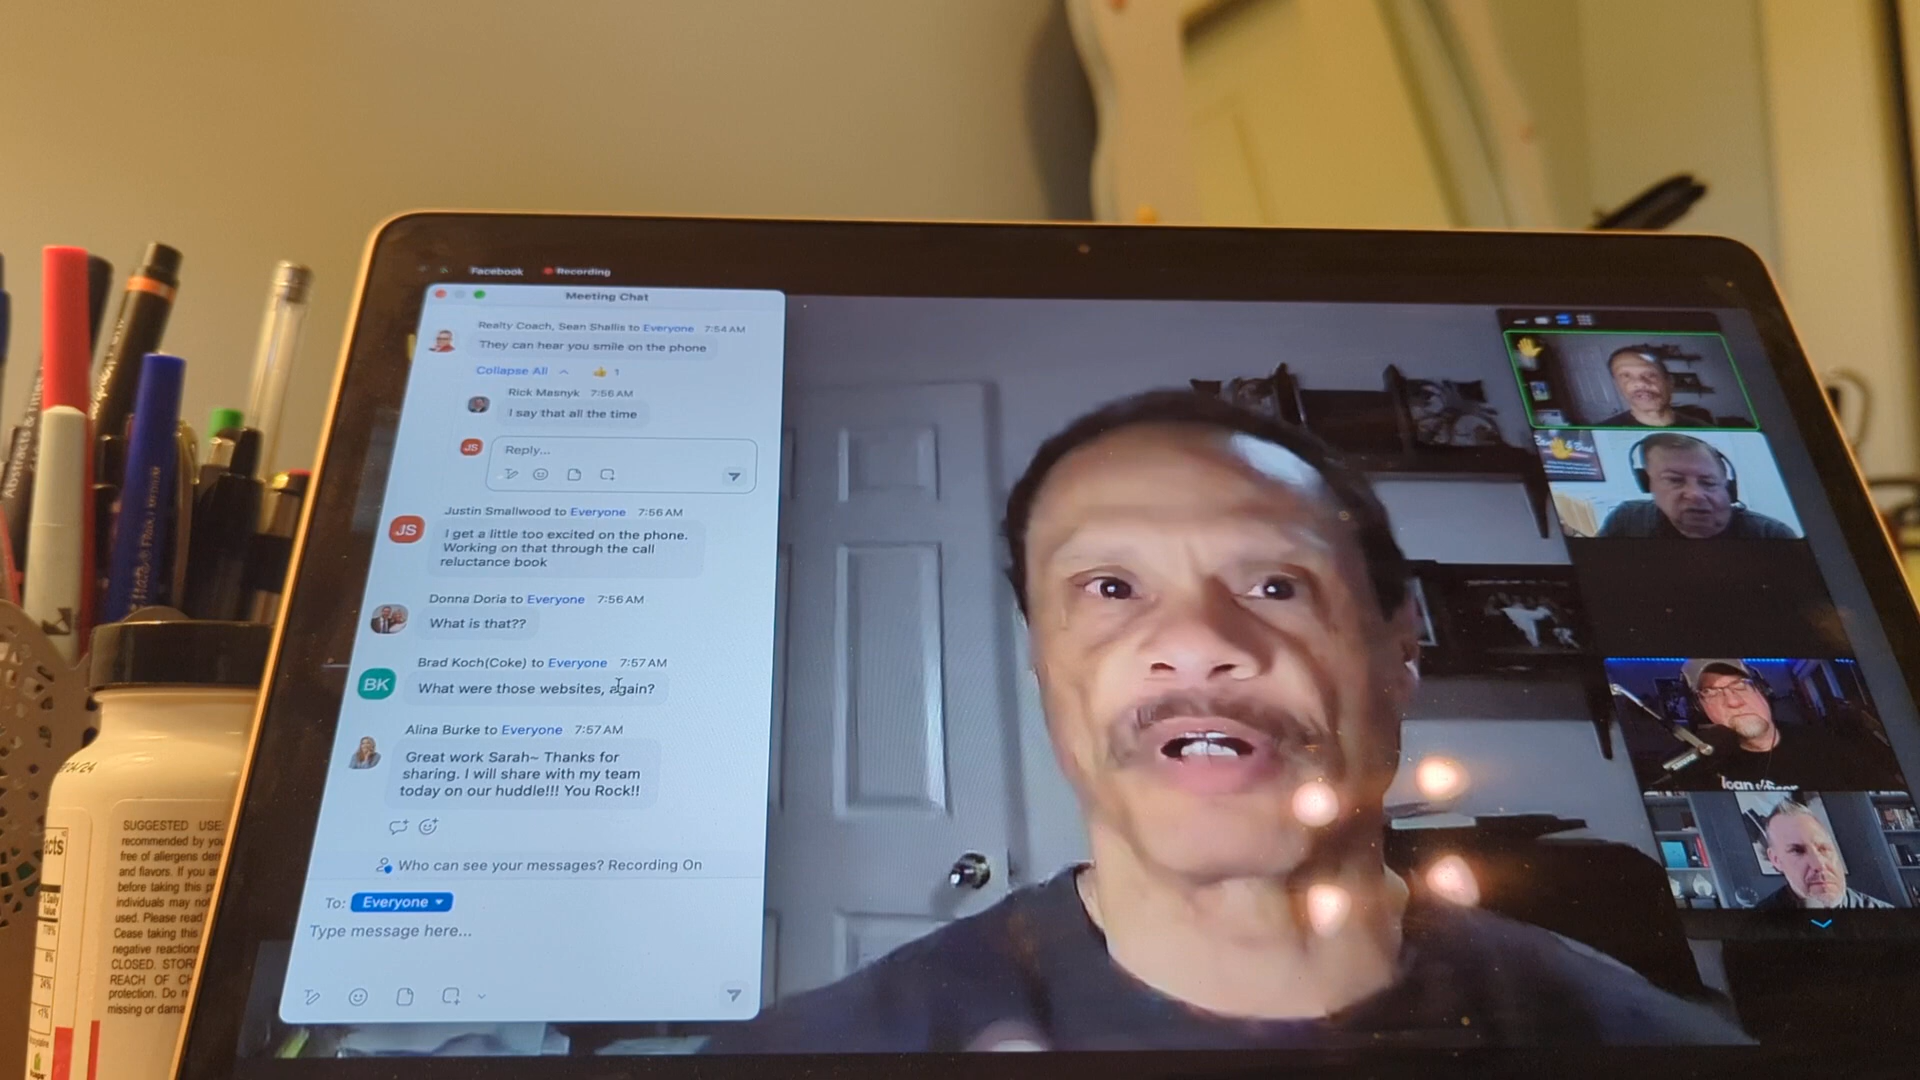 Facebook
Recording
Meeting Chat
Realty Coach, Sean Shallis to Everyone 7:54 AM
They can hear you smile on the phone
Collapse All
1
Rick Masnyk 7:56 AM
I say that all the time
JS
Reply...
Justin Smallwood to Everyone 7:56 AM
JS
I get a little too excited on the phone.
Working on that through the call
reluctance book
Donna Doria to Everyone 7:56 AM
What is that??
Brad Koch(Coke) to Everyone 7:57 AM
BK
What were those websites, again?
Alina Burke to Everyone 7:57 AM
Great work Sarah~ Thanks for
sharing. I will share with my team
today on our huddle!!! You Rock!!
Who can see your messages? Recording On
To: Everyone
Type message here...
Abstracts & Titles
SUGGESTED USE:
recommended by
free of allergens
and flavors. If you
before taking this
individuals may
used. Please read
Cease taking this
negative reactions
CLOSED.
REACH OF
protection. Do
missing or